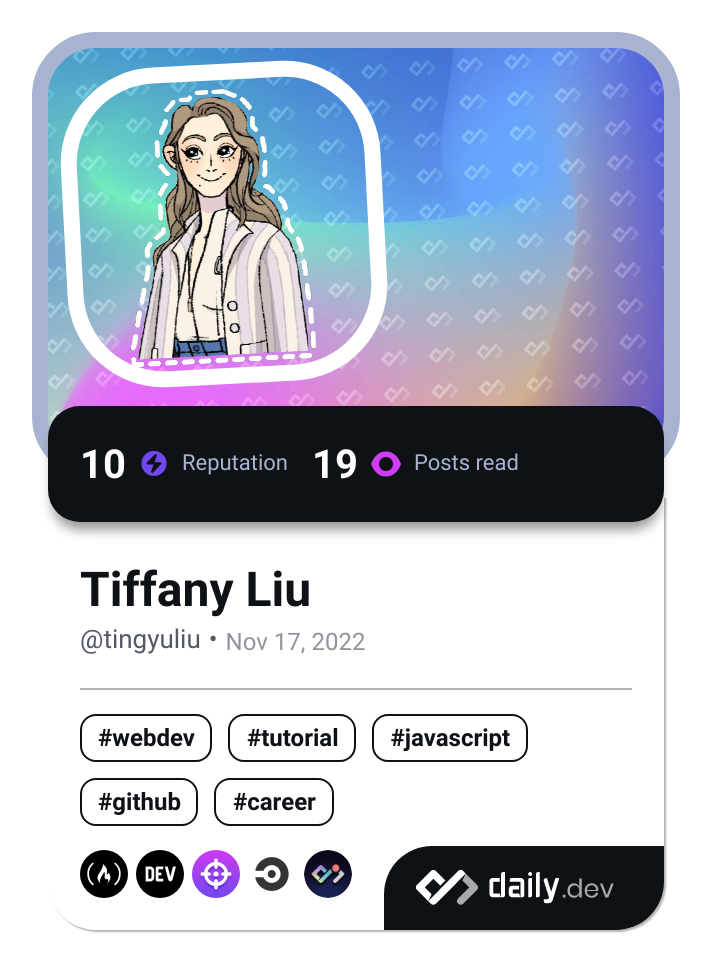 10 Reputation 19 Posts read
Tiffany Liu
@tingyuliu • Nov 17, 2022
#webdev #tutorial #javascript
#github #career
DEV
daily.dev